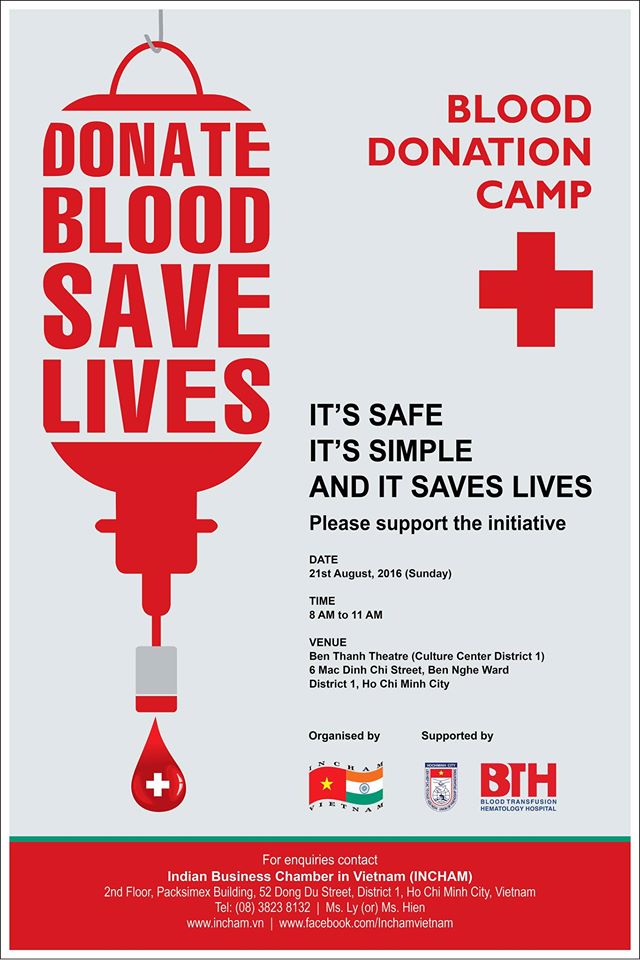 DONATE
BLOOD
SAVE
LIVES
BLOOD
DONATION
CAMP
IT'S SAFE
IT'S SIMPLE
AND IT SAVES LIVES
Please support the initiative
DATE
21st August, 2016 (Sunday)
TIME
8 AM to 11 AM
VENUE
Ben Thanh Theatre (Culture Center District 1)
6 Mac Dinh Chi Street, Ben Nghe Ward
District 1, Ho Chi Minh City
Organised by
INCHAM
VIETNAM
Supported by
HOCHIMINH CITY
BTH
BLOOD TRANSFUSION
HEMATOLOGY HOSPITAL
For enquiries contact
Indian Business Chamber in Vietnam (INCHAM)
2nd Floor, Packsimex Building, 52 Dong Du Street, District 1, Ho Chi Minh City, Vietnam
Tel: (08) 3823 8132 | Ms. Ly (or) Ms. Hien
www.incham.vn | www.facebook.com/Inchamvietnam